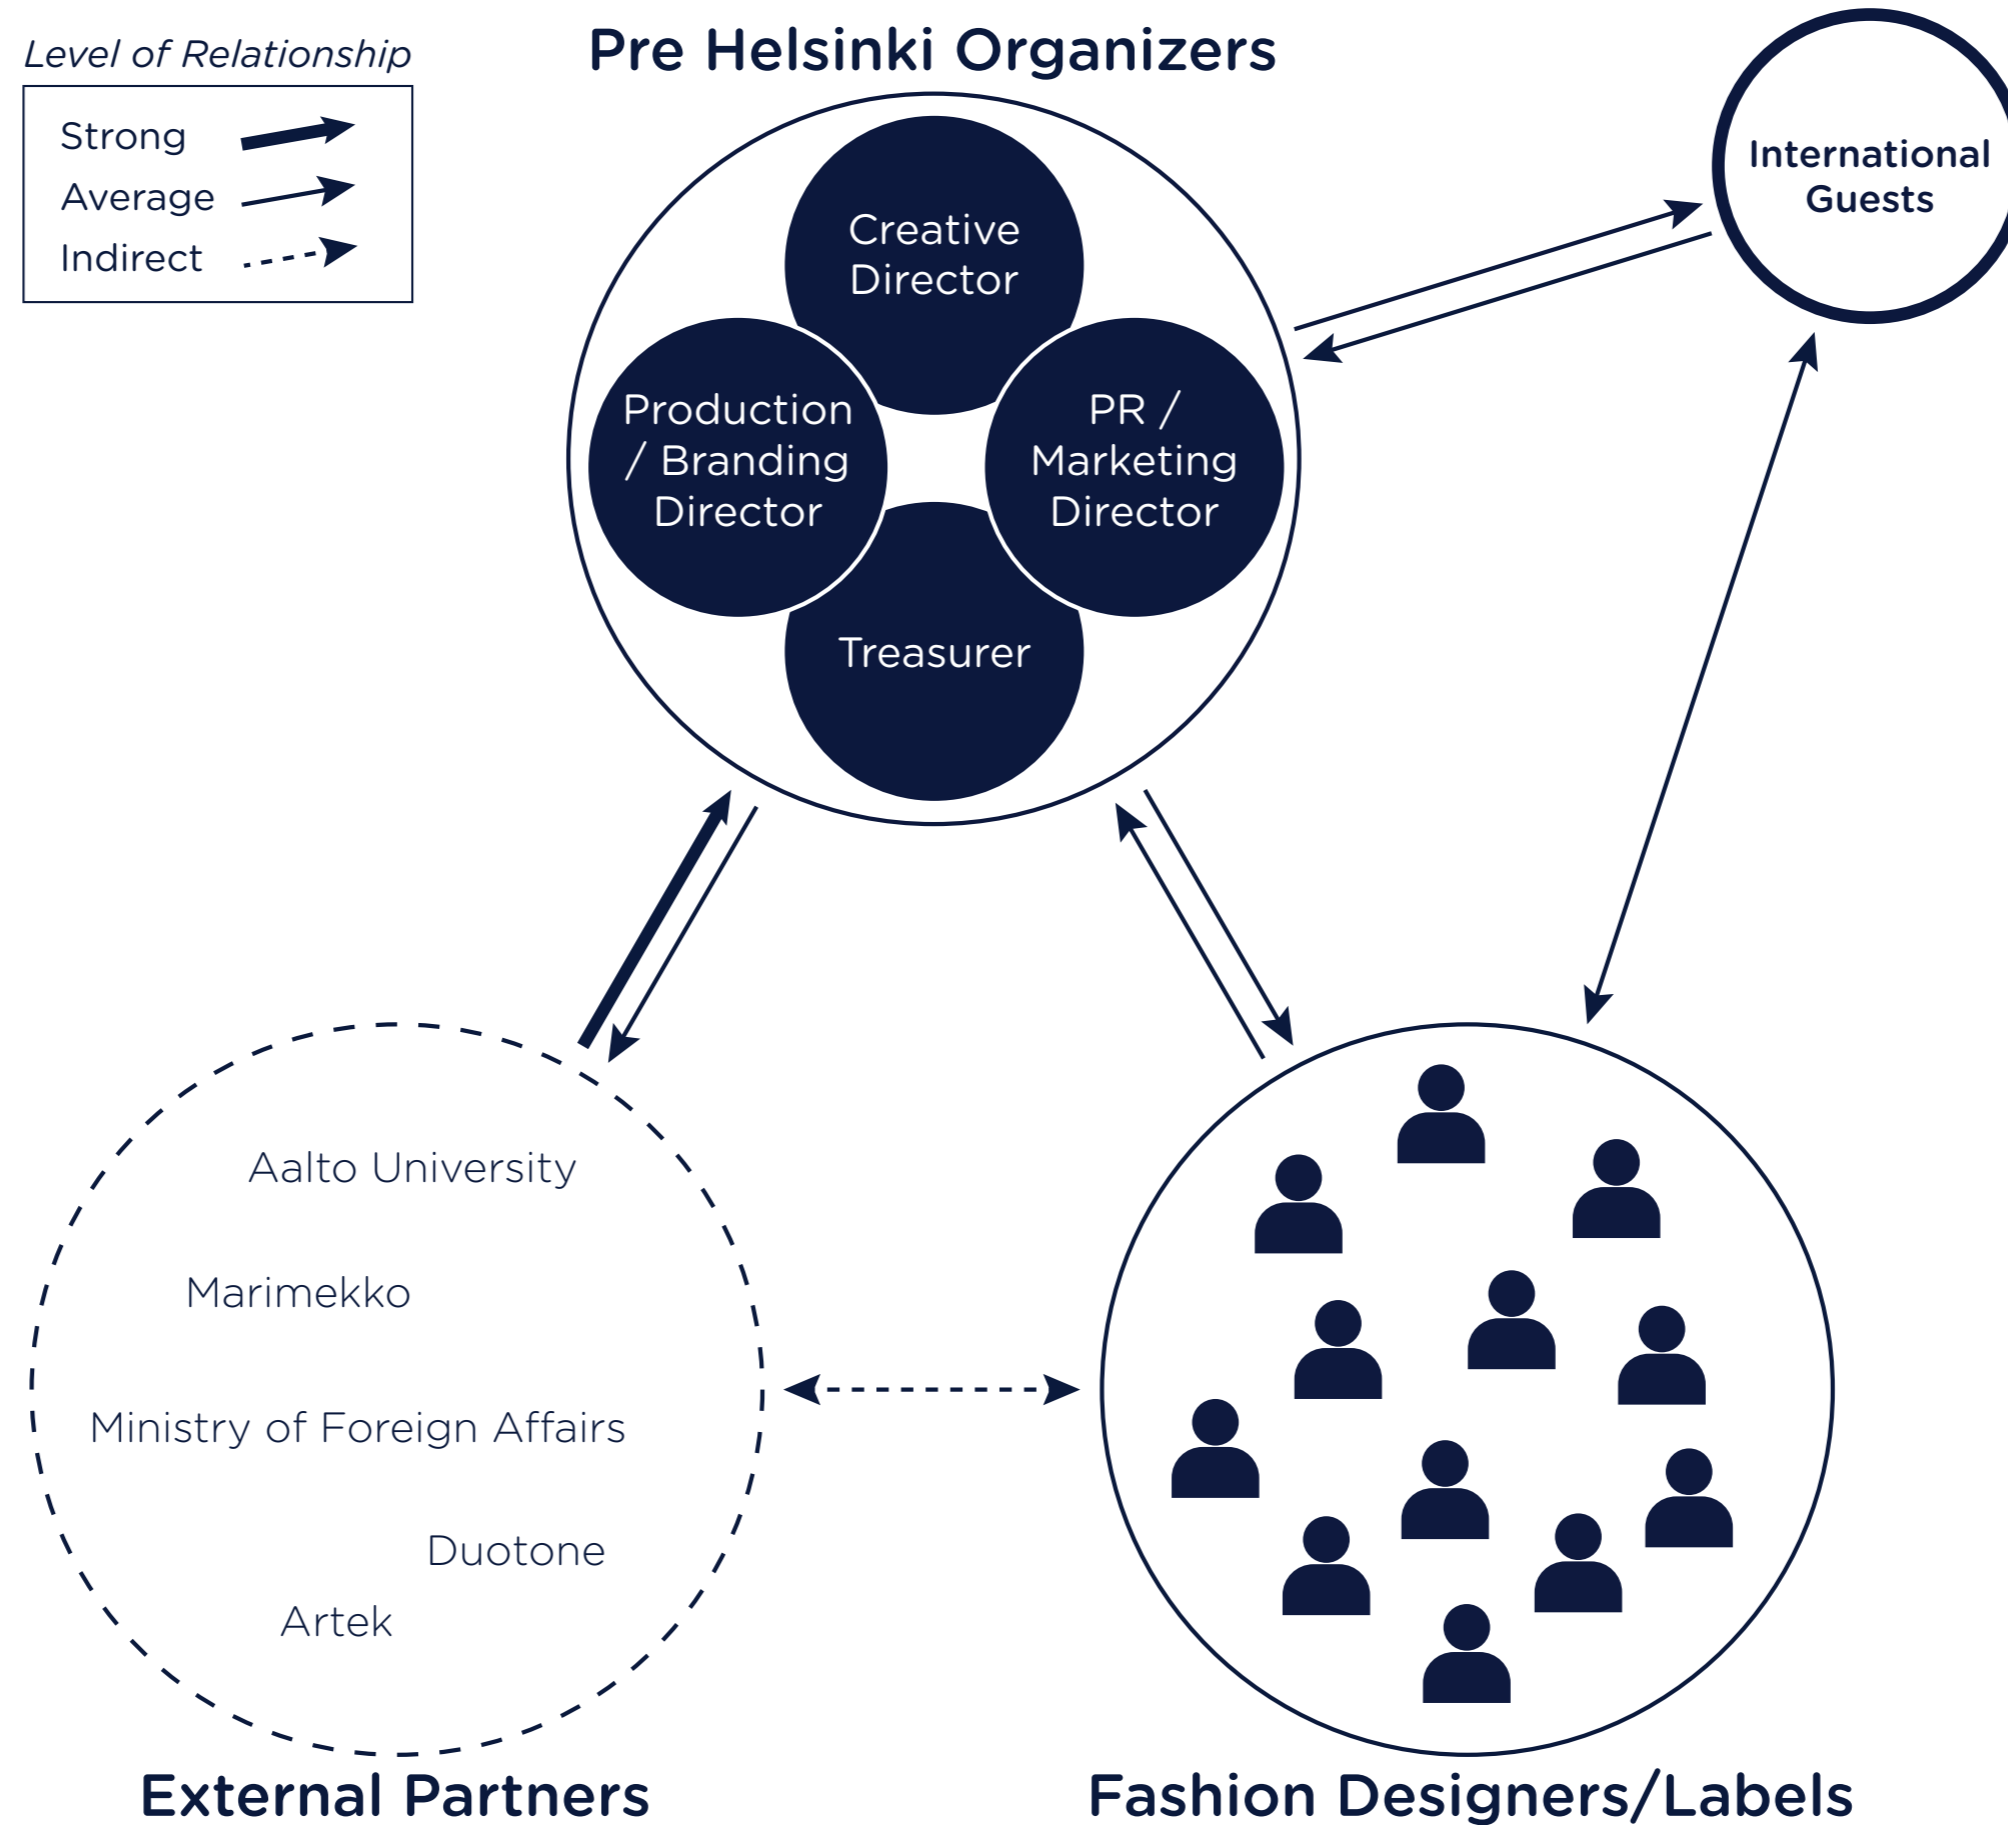 Level of Relationship
Strong
Average
Indirect
Pre Helsinki Organizers
Creative
Director
Production
/ Branding
Director
PR /
Marketing
Director
Treasurer
International
Guests
Aalto University
Marimekko
Ministry of Foreign Affairs
Duotone
Artek
External Partners
Fashion Designers/Labels